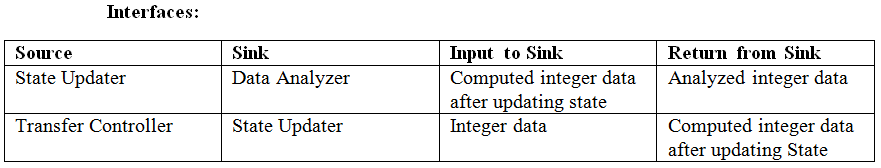 Interfaces:
Source Sink Input to Sink Return from Sink
State Updater Data Analyzer Computed integer data Analyzed integer data
after updating state
Transfer Controller State Updater Integer data Computed integer data
after updating State